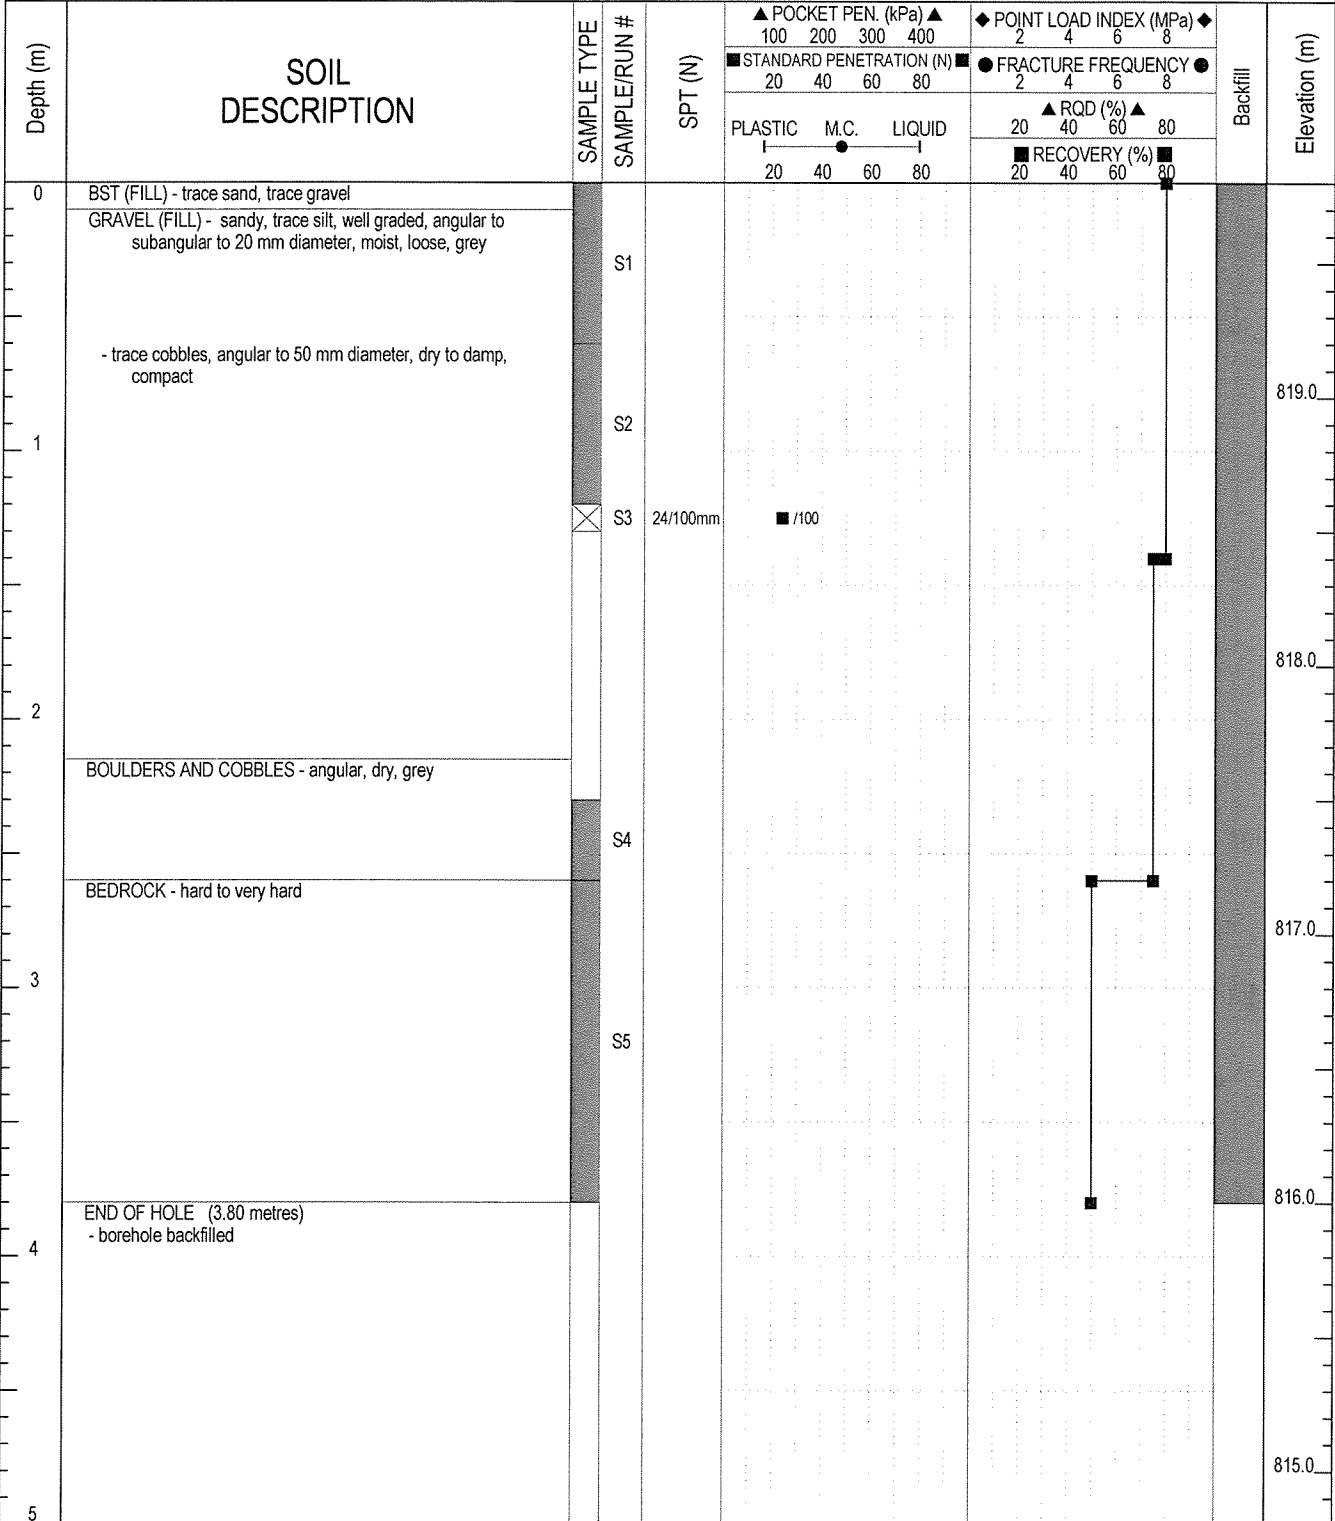 Depth (m)
SOIL
DESCRIPTION
SAMPLE TYPE
SAMPLE/RUN #
SPT (N)
▲ POCKET PEN. (kPa) ▲
100 200 300 400
■ STANDARD PENETRATION (N) ■
20 40 60 80
PLASTIC M.C. LIQUID
20 40 60 80
◆ POINT LOAD INDEX (MPa) ◆
2 4 6 8
● FRACTURE FREQUENCY ●
2 4 6 8
▲ RQD (%) ▲
20 40 60 80
■ RECOVERY (%) ■
20 40 60 80
Backfill
Elevation (m)
0
BST (FILL) - trace sand, trace gravel
GRAVEL (FILL) - sandy, trace silt, well graded, angular to
subangular to 20 mm diameter, moist, loose, grey
S1
- trace cobbles, angular to 50 mm diameter, dry to damp,
compact
819.0
S2
1
S3 24/100mm ■ /100
818.0
2
BOULDERS AND COBBLES - angular, dry, grey
S4
BEDROCK - hard to very hard
817.0
3
S5
816.0
END OF HOLE (3.80 metres)
- borehole backfilled
4
815.0
5